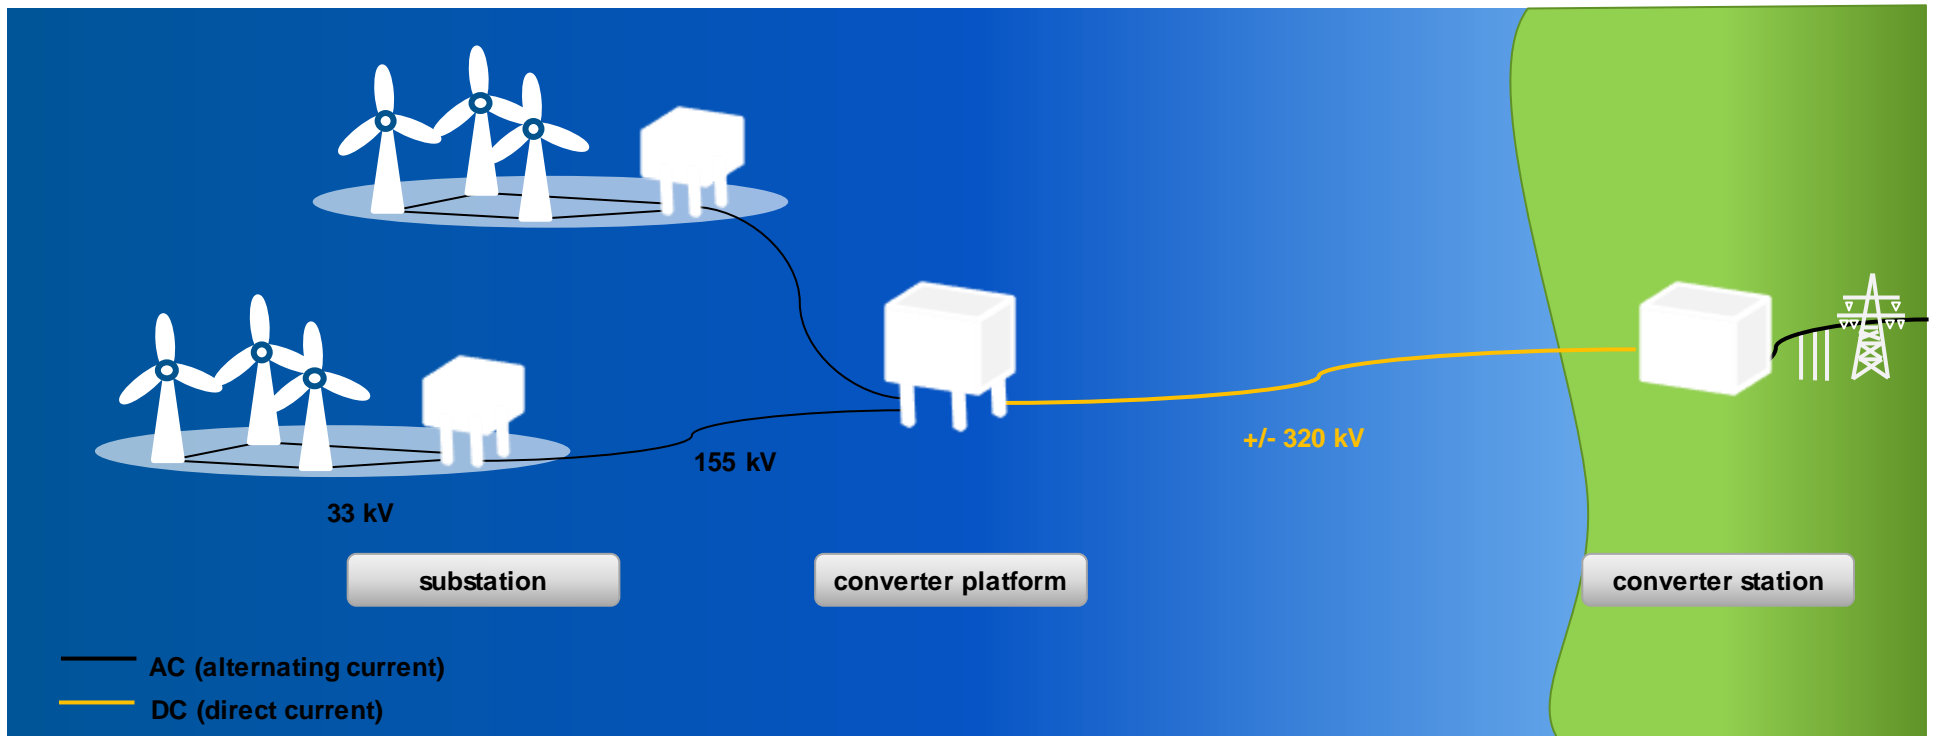 155 kV
+/- 320 kV
33 kV
substation
converter platform
converter station
AC (alternating current)
DC (direct current)